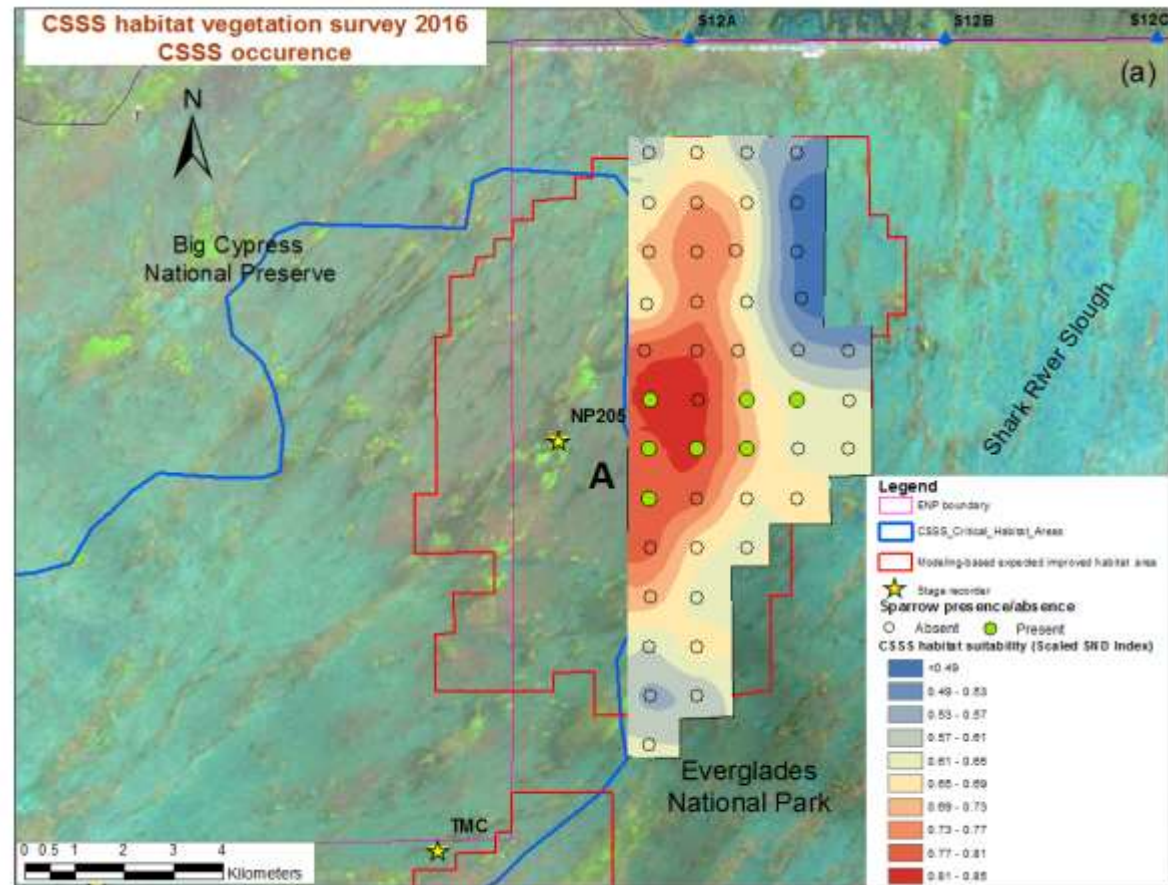 CSSS habitat vegetation survey 2016
CSSS occurence
S12A
S12B
S12C
(a)
N
Big Cypress
National Preserve
Shark River Slough
NP205
A
Everglades
National Park
TMC
0 0.5 1 2 3 4
Kilometers
Legend
ENP boundary
CSSS_Critical_Habitat_Areas
Modeling-based expected improved habitat area
Stage recorder
Sparrow presence/absence
Absent Present
CSSS habitat suitability (Scaled SND Index)
<0.49
0.49 - 0.53
0.53 - 0.57
0.57 - 0.61
0.61 - 0.65
0.65 - 0.69
0.69 - 0.73
0.73 - 0.77
0.77 - 0.81
0.81 - 0.85